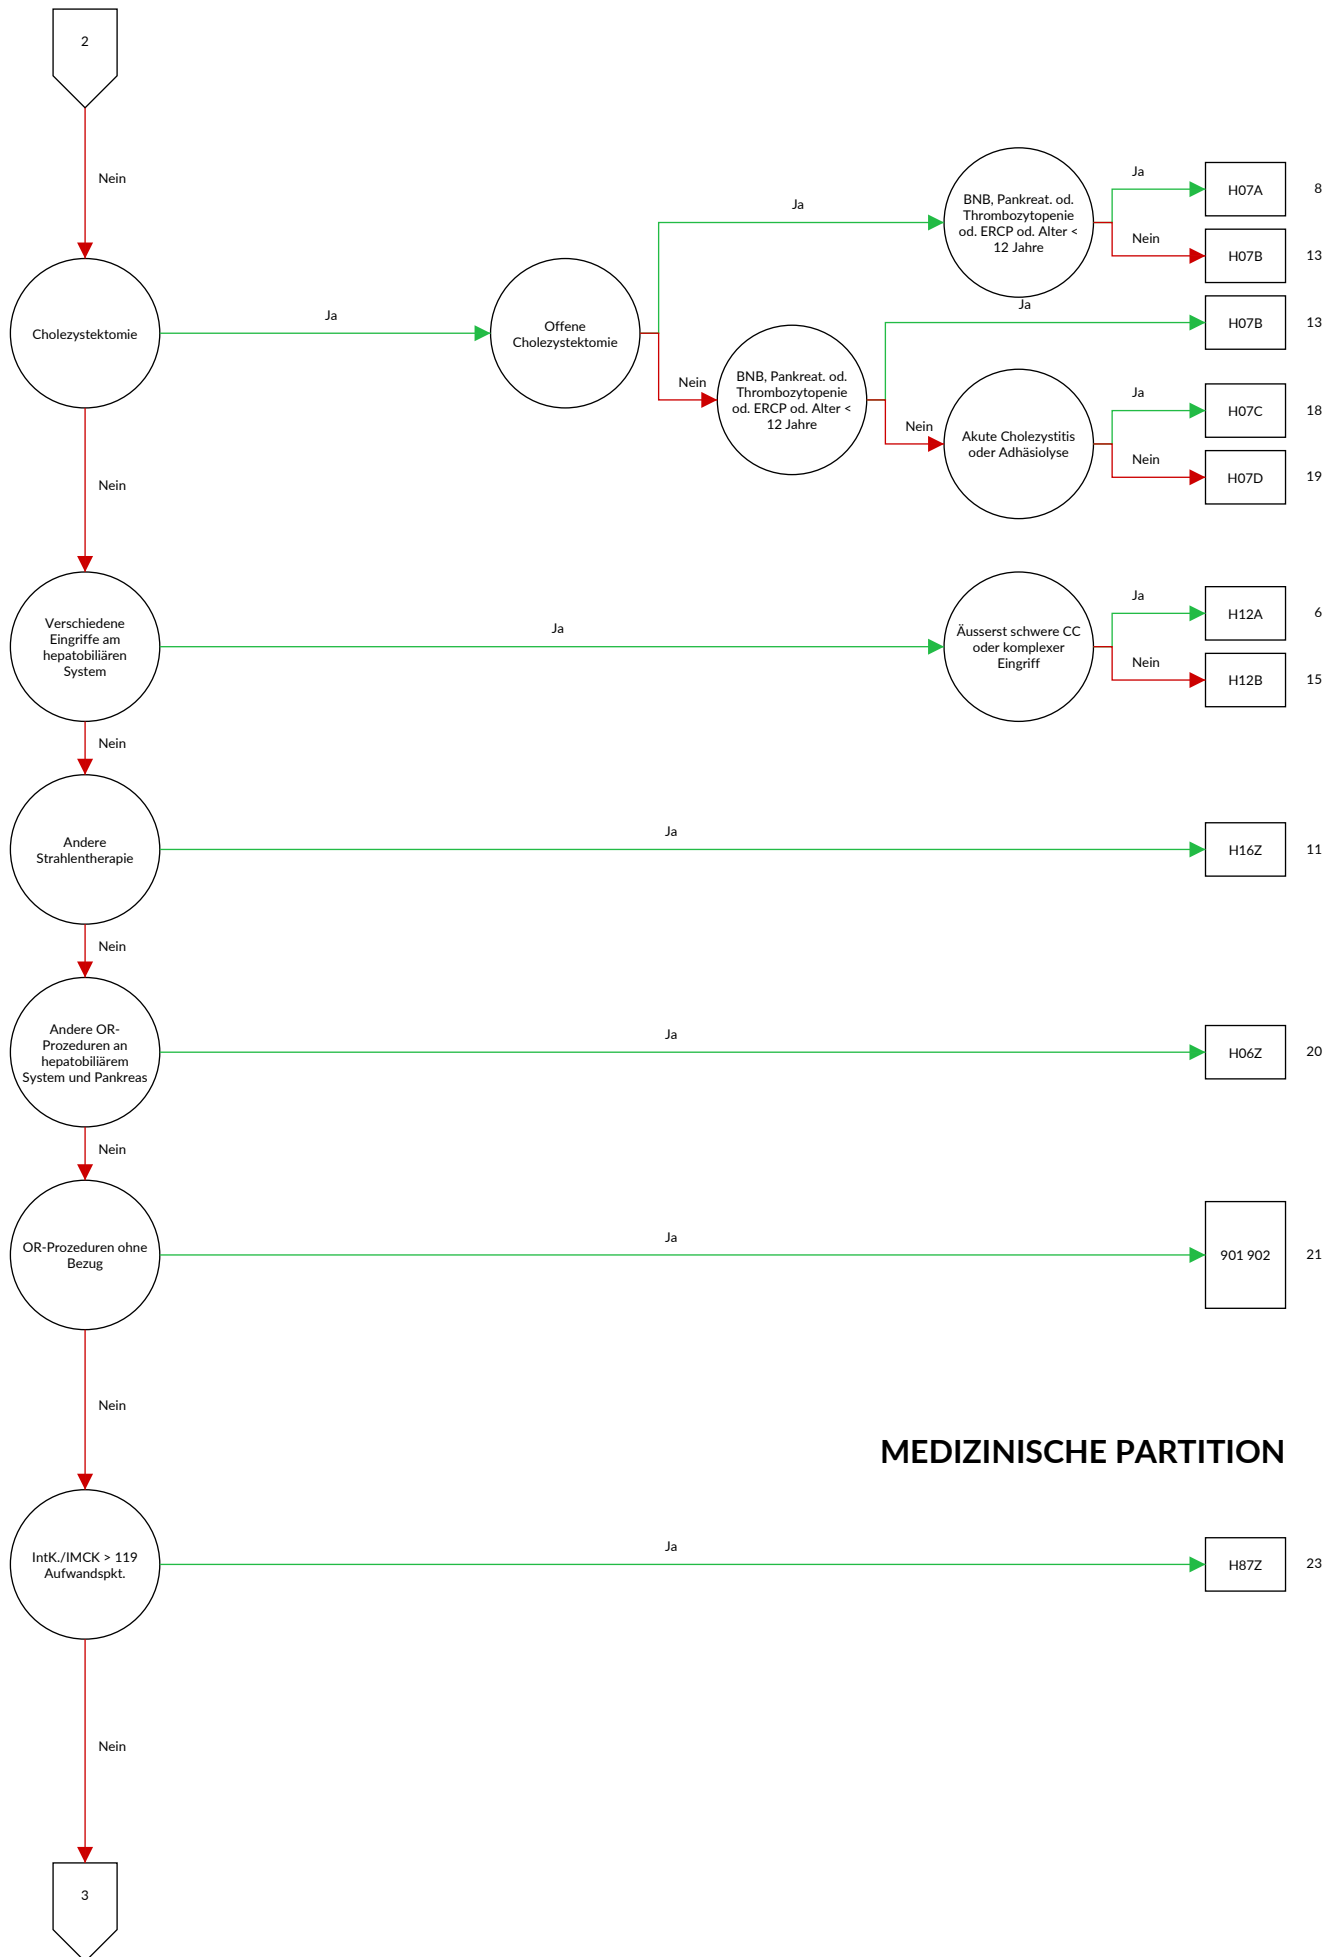 2
Nein
Cholezystektomie
Ja
Offene
Cholezystektomie
Ja
BNB, Pankreat. od.
Thrombozytopenie
od. ERCP od. Alter <
12 Jahre
Ja
H07A
8
Nein
H07B
13
Nein
BNB, Pankreat. od.
Thrombozytopenie
od. ERCP od. Alter <
12 Jahre
Ja
H07B
13
Nein
Akute Cholezystitis
oder Adhäsiolyse
Ja
H07C
18
Nein
H07D
19
Nein
Verschiedene
Eingriffe am
hepatobiliären
System
Ja
Äusserst schwere CC
oder komplexer
Eingriff
Ja
H12A
6
Nein
H12B
15
Nein
Andere
Strahlentherapie
Ja
H16Z
11
Nein
Andere OR-
Prozeduren an
hepatobiliärem
System und Pankreas
Ja
H06Z
20
Nein
OR-Prozeduren ohne
Bezug
Ja
901 902
21
Nein
MEDIZINISCHE PARTITION
IntK./IMCK > 119
Aufwandspkt.
Ja
H87Z
23
Nein
3